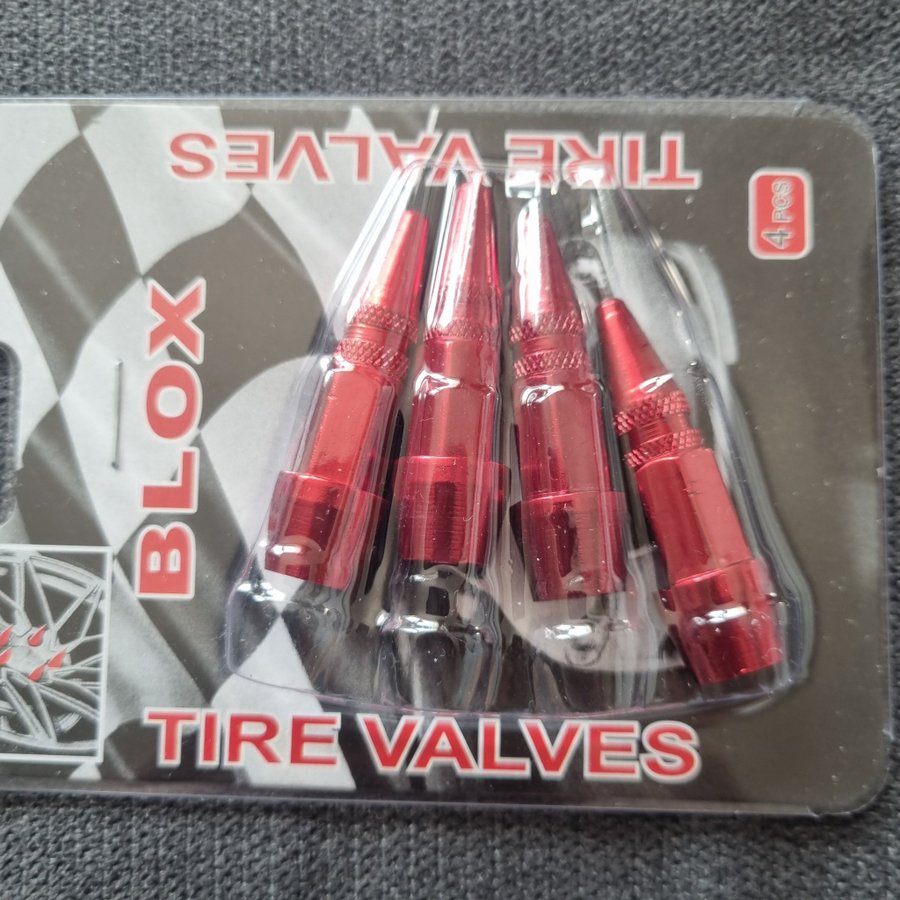 TIRE VALVES
4 PCS
BLOX
TIRE VALVES